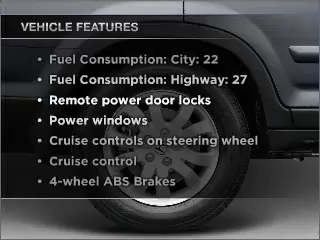 VEHICLE FEATURES
• Fuel Consumption: City: 22
• Fuel Consumption: Highway: 27
• Remote power door locks
• Power windows
• Cruise controls on steering wheel
• Cruise control
• 4-wheel ABS Brakes